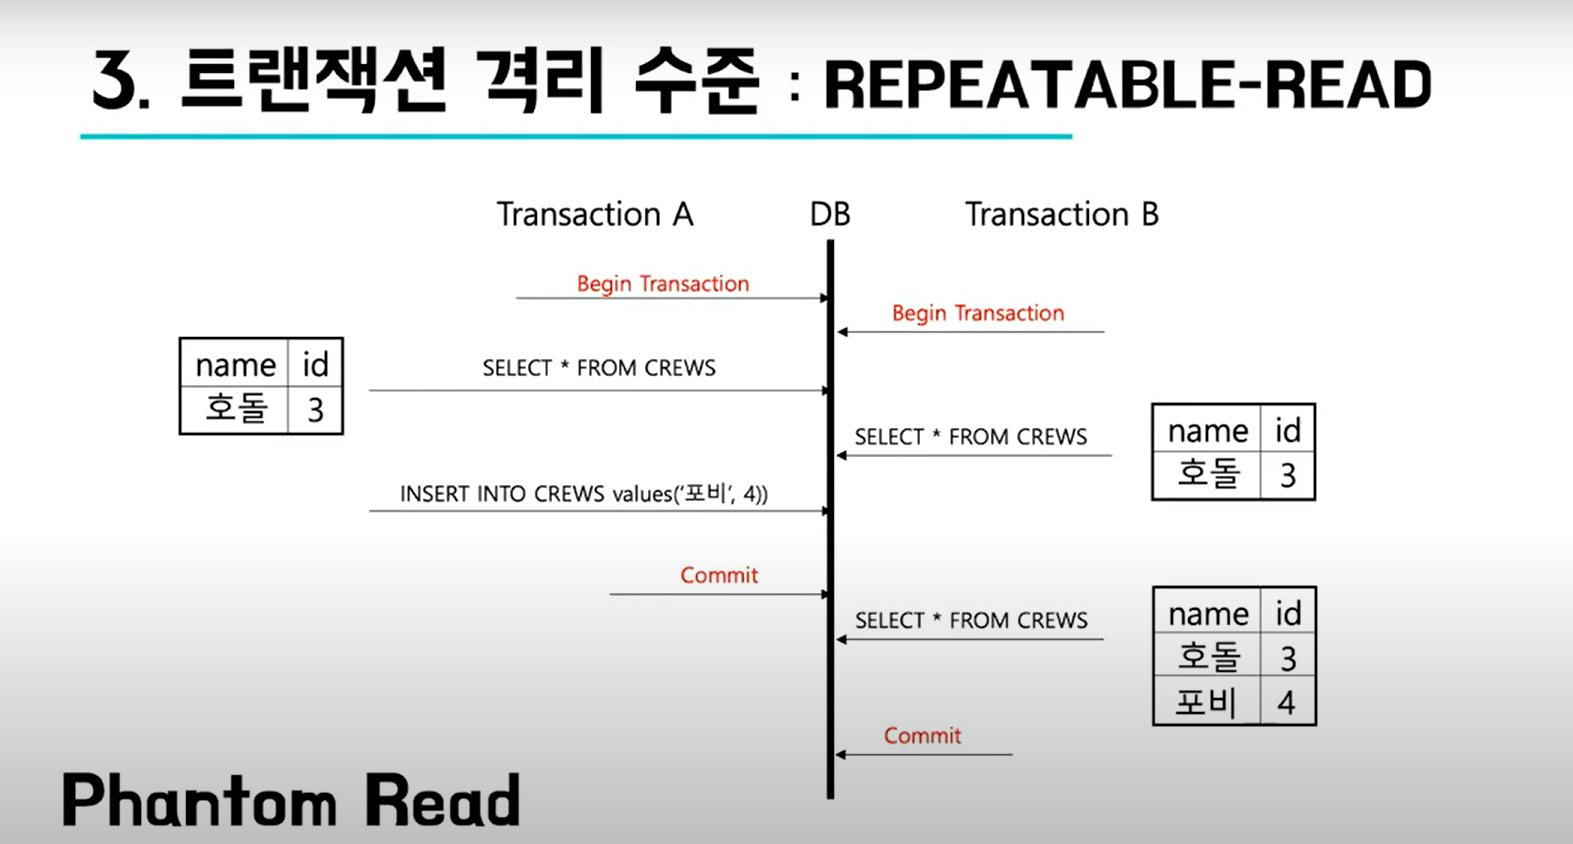 3. 트랜잭션 격리 수준 : REPEATABLE-READ
Transaction A
DB
Transaction B
Begin Transaction
Begin Transaction
name id
호돌 3
SELECT * FROM CREWS
SELECT * FROM CREWS
name id
호돌 3
INSERT INTO CREWS values('포비', 4))
Commit
SELECT * FROM CREWS
name id
호돌 3
포비 4
Commit
Phantom Read